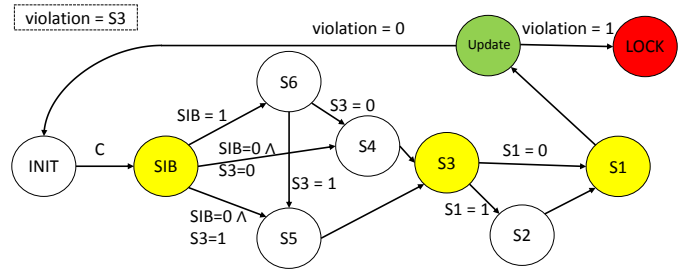 violation = S3
violation = 0
violation = 1
Update
LOCK
S6
SIB = 1
S3 = 0
C
SIB=0 ∧
S3=0
S4
INIT
SIB
S3
S1 = 0
S1
S3 = 1
SIB=0 ∧
S3=1
S1 = 1
S5
S2